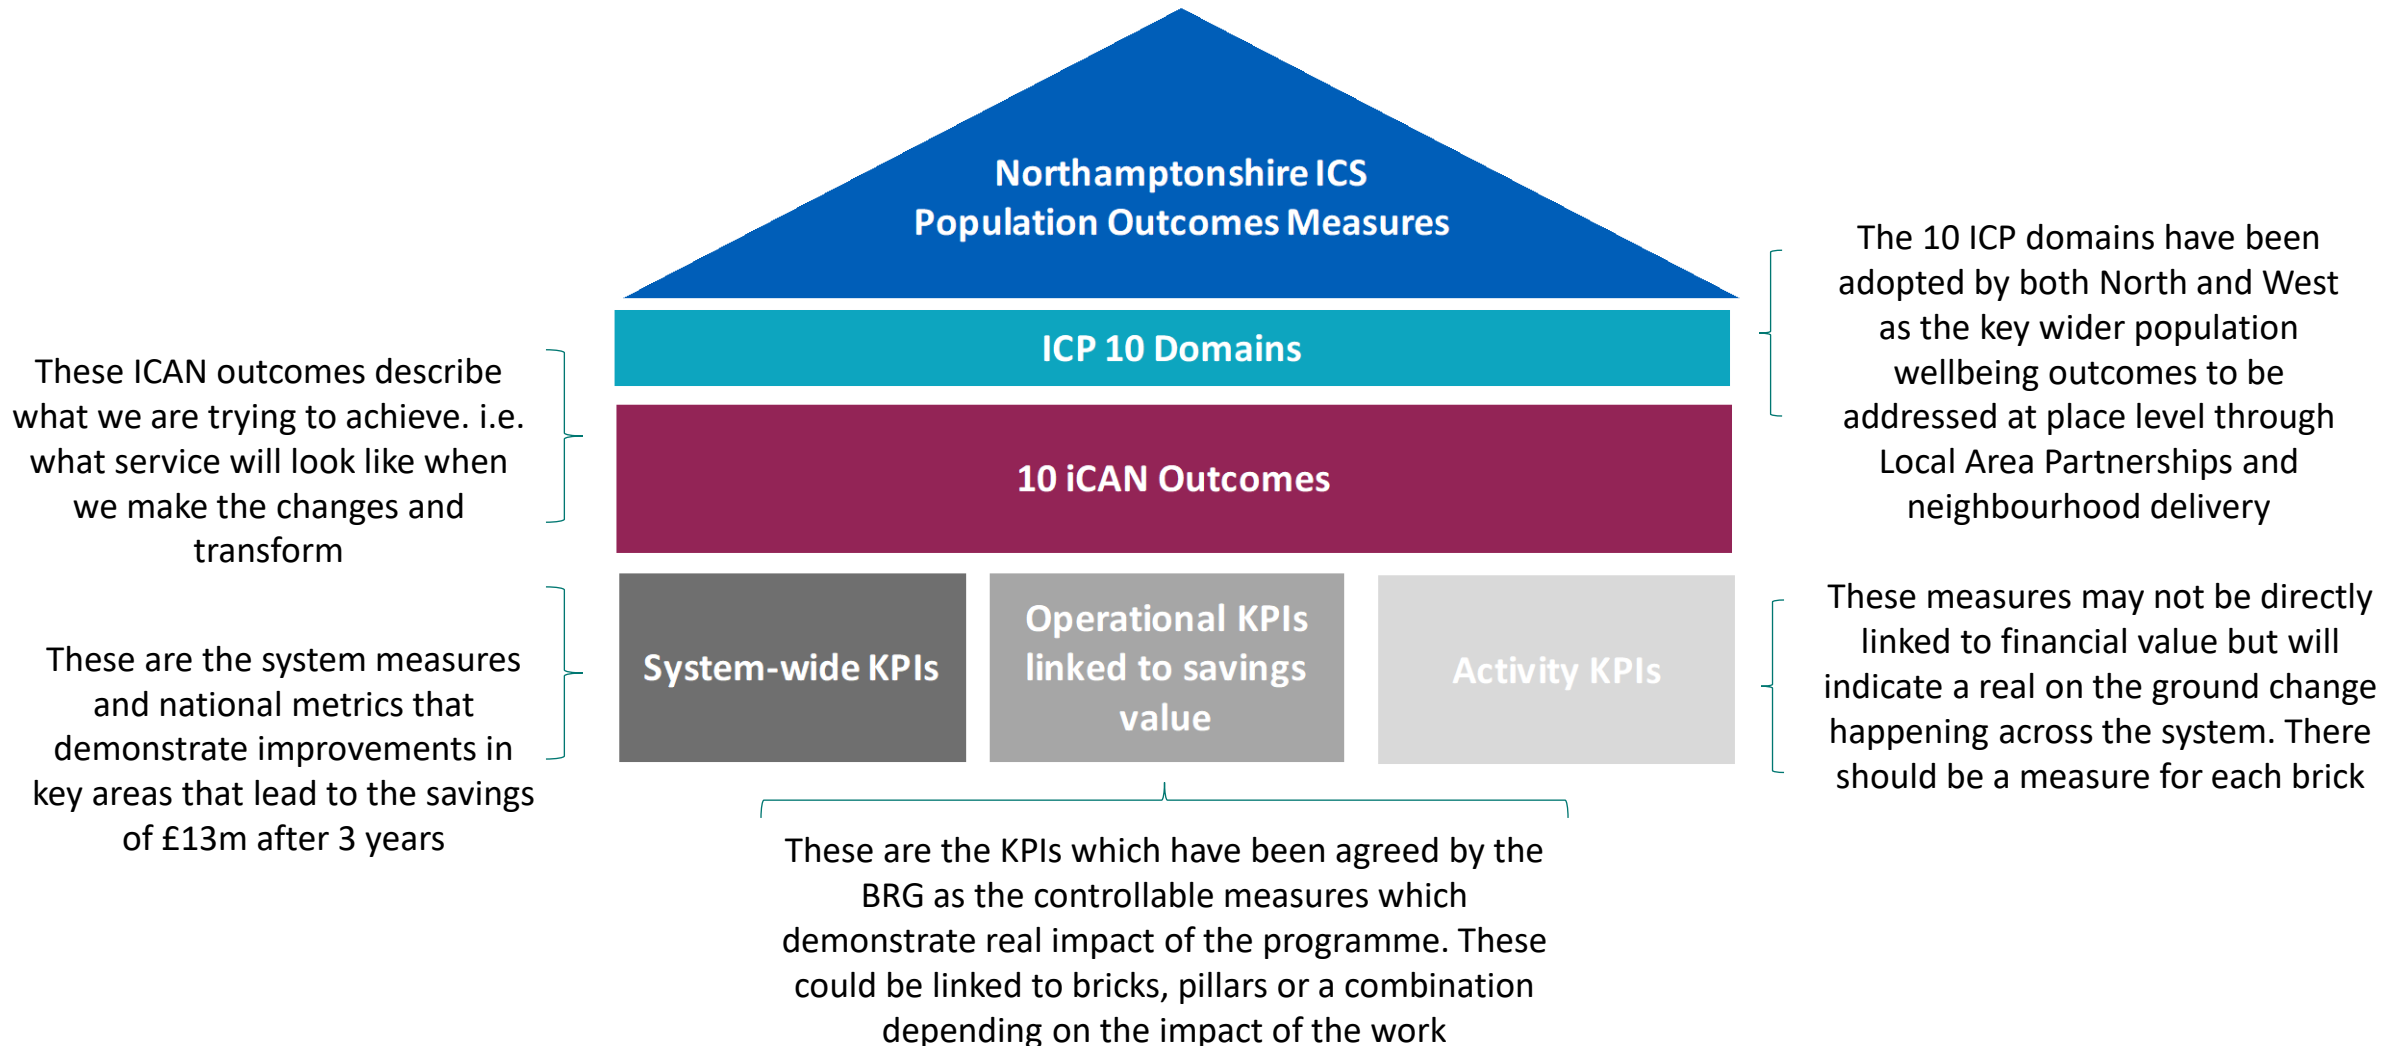 Northamptonshire ICS
Population Outcomes Measures
ICP 10 Domains
10 iCAN Outcomes
System-wide KPIs
Operational KPIs
linked to savings
value
Activity KPIs
These ICAN outcomes describe
what we are trying to achieve. i.e.
what service will look like when
we make the changes and
transform
These are the system measures
and national metrics that
demonstrate improvements in
key areas that lead to the savings
of £13m after 3 years
The 10 ICP domains have been
adopted by both North and West
as the key wider population
wellbeing outcomes to be
addressed at place level through
Local Area Partnerships and
neighbourhood delivery
These measures may not be directly
linked to financial value but will
indicate a real on the ground change
happening across the system. There
should be a measure for each brick
These are the KPIs which have been agreed by the
BRG as the controllable measures which
demonstrate real impact of the programme. These
could be linked to bricks, pillars or a combination
depending on the impact of the work